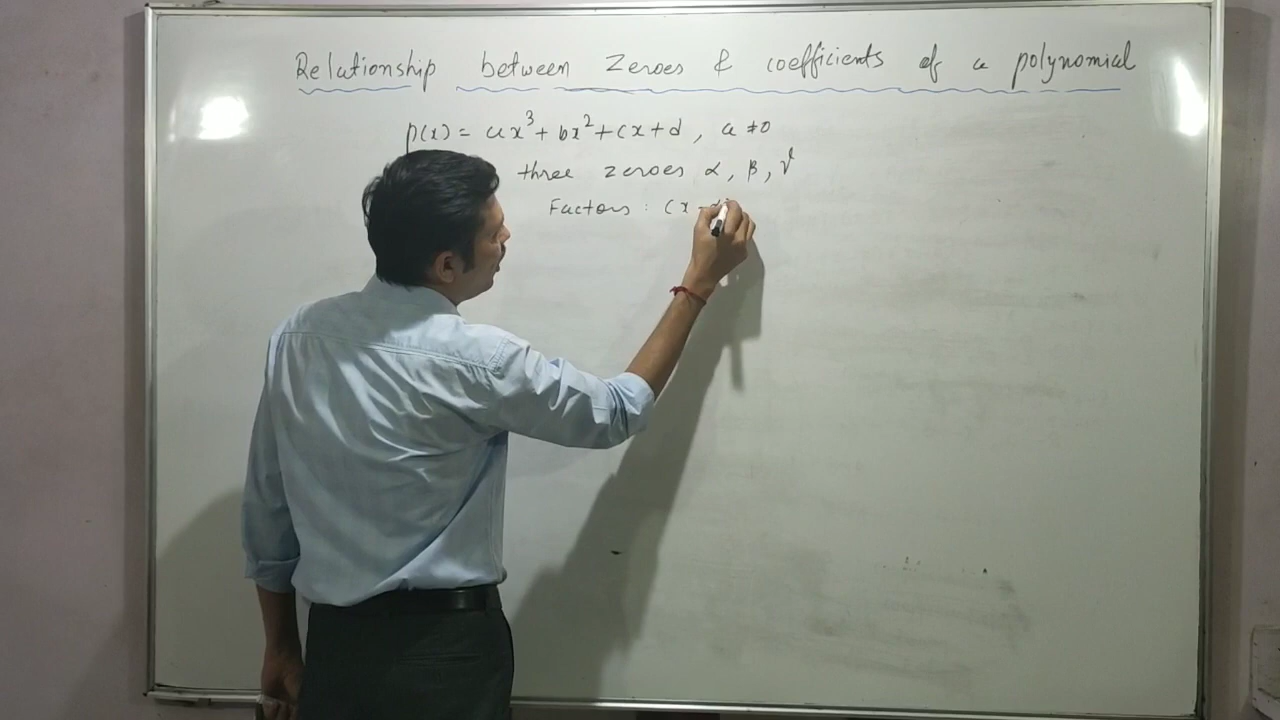 Relationship between Zeroes & coefficients of a polynomial
p(x) = ax³ + bx² + cx + d , a ≠ 0
three zeroes α, β, γ
Factors : (x -